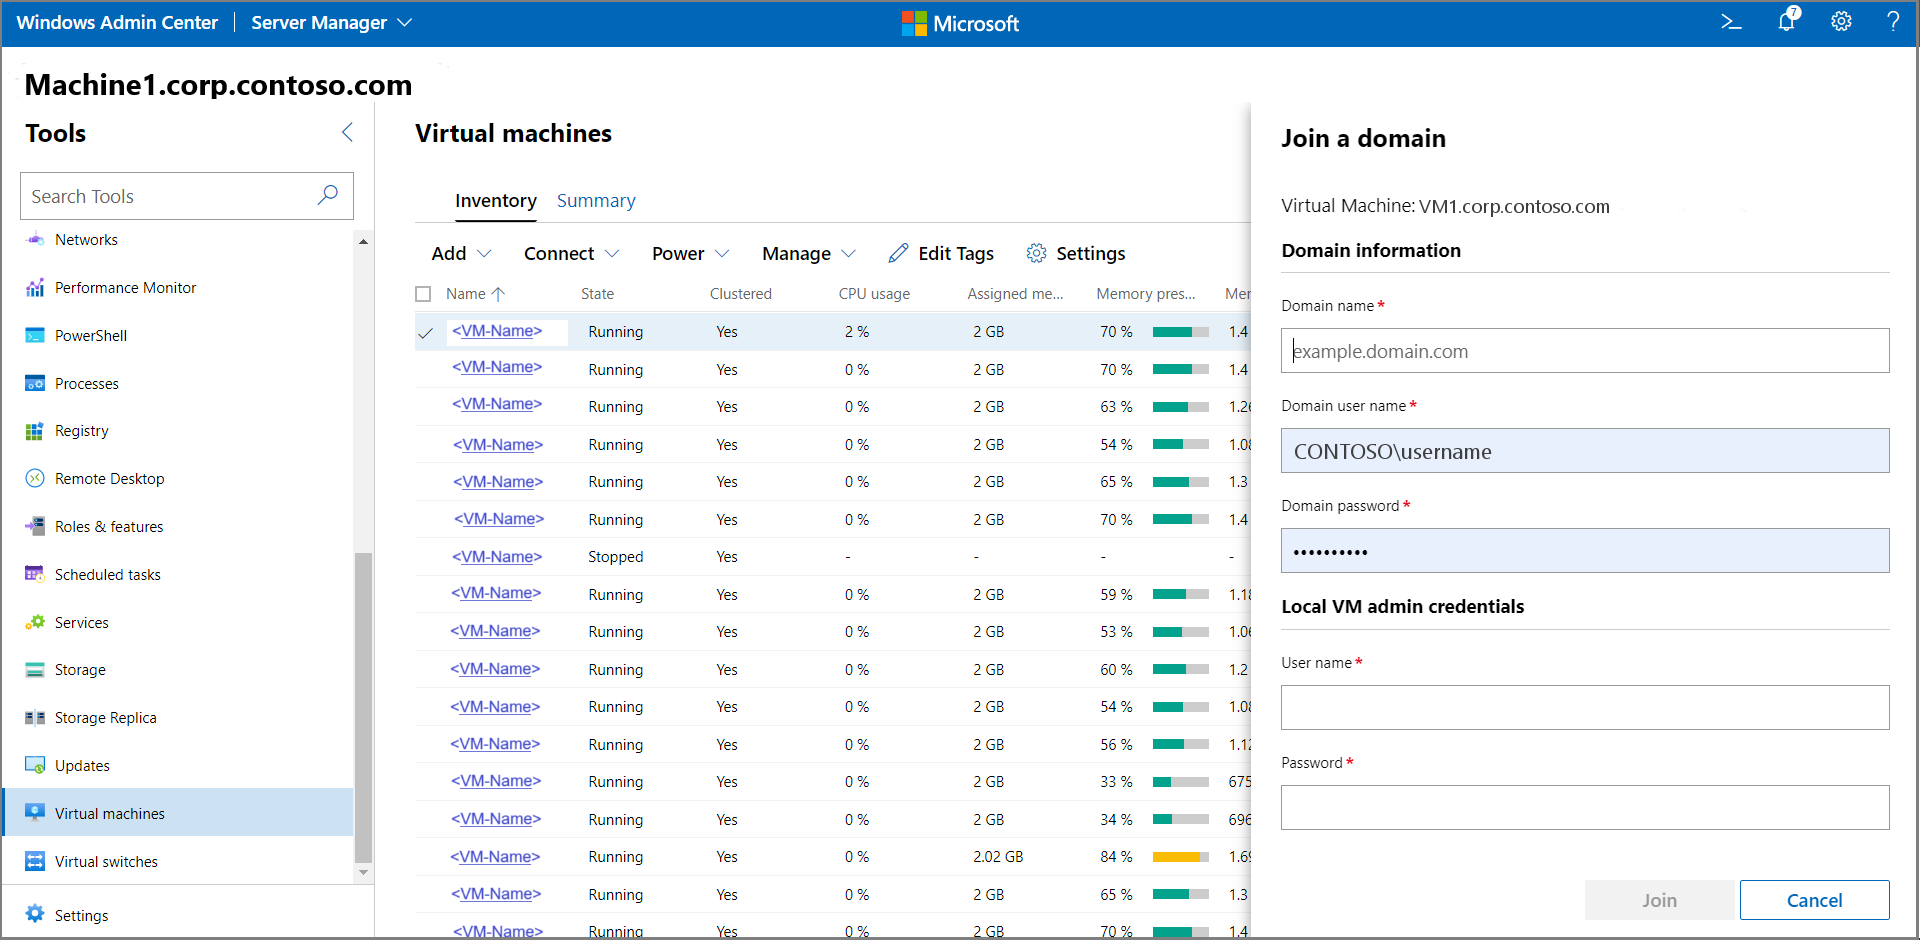 Windows Admin Center Server Manager Microsoft 7
Machine1.corp.contoso.com
Tools
Search Tools
Networks
Performance Monitor
PowerShell
Processes
Registry
Remote Desktop
Roles & features
Scheduled tasks
Services
Storage
Storage Replica
Updates
Virtual machines
Virtual switches
Settings
Virtual machines
Inventory Summary
Add Connect Power Manage Edit Tags Settings
Name State Clustered CPU usage Assigned me... Memory pres... Mer
<VM-Name> Running Yes 2 % 2 GB 70 % 1.4
<VM-Name> Running Yes 0 % 2 GB 70 % 1.4
<VM-Name> Running Yes 0 % 2 GB 63 % 1.26
<VM-Name> Running Yes 0 % 2 GB 54 % 1.08
<VM-Name> Running Yes 0 % 2 GB 65 % 1.3
<VM-Name> Running Yes 0 % 2 GB 70 % 1.4
<VM-Name> Stopped Yes - - - -
<VM-Name> Running Yes 0 % 2 GB 59 % 1.18
<VM-Name> Running Yes 0 % 2 GB 53 % 1.06
<VM-Name> Running Yes 0 % 2 GB 60 % 1.2
<VM-Name> Running Yes 0 % 2 GB 54 % 1.08
<VM-Name> Running Yes 0 % 2 GB 56 % 1.12
<VM-Name> Running Yes 0 % 2 GB 33 % 675
<VM-Name> Running Yes 0 % 2 GB 34 % 696
<VM-Name> Running Yes 0 % 2.02 GB 84 % 1.69
<VM-Name> Running Yes 0 % 2 GB 65 % 1.3
<VM-Name> Running Yes 0 % 2 GB 70 % 1.4
Join a domain
Virtual Machine: VM1.corp.contoso.com
Domain information
Domain name *
example.domain.com
Domain user name *
CONTOSO\username
Domain password *
••••••••••
Local VM admin credentials
User name *
Password *
Join Cancel